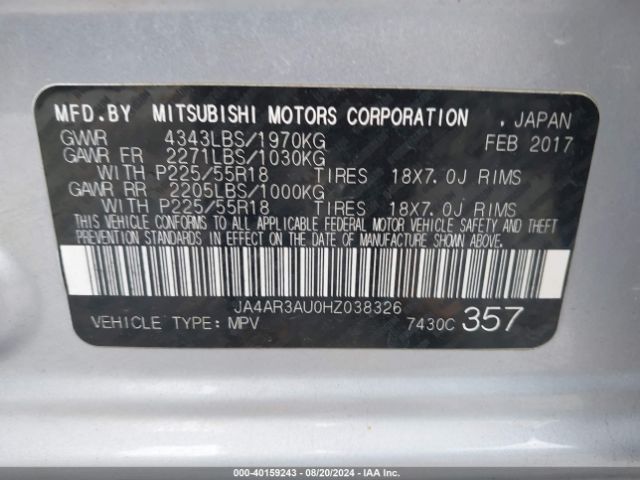 MFD.BY MITSUBISHI MOTORS CORPORATION . JAPAN
GVWR 4343LBS/1970KG FEB 2017
GAWR FR 2271LBS/1030KG
WITH P225/55R18 TIRES 18X7.0J RIMS
GAWR RR 2205LBS/1000KG
WITH P225/55R18 TIRES 18X7.0J RIMS
THIS VEHICLE CONFORMS TO ALL APPLICABLE FEDERAL MOTOR VEHICLE SAFETY AND
THEFT PREVENTION STANDARDS IN EFFECT ON THE DATE OF MANUFACTURE SHOWN ABOVE.
JA4AR3AU0HZ038326
VEHICLE TYPE: MPV 7430C 357
000-40159243 - 08/20/2024 - IAA Inc.